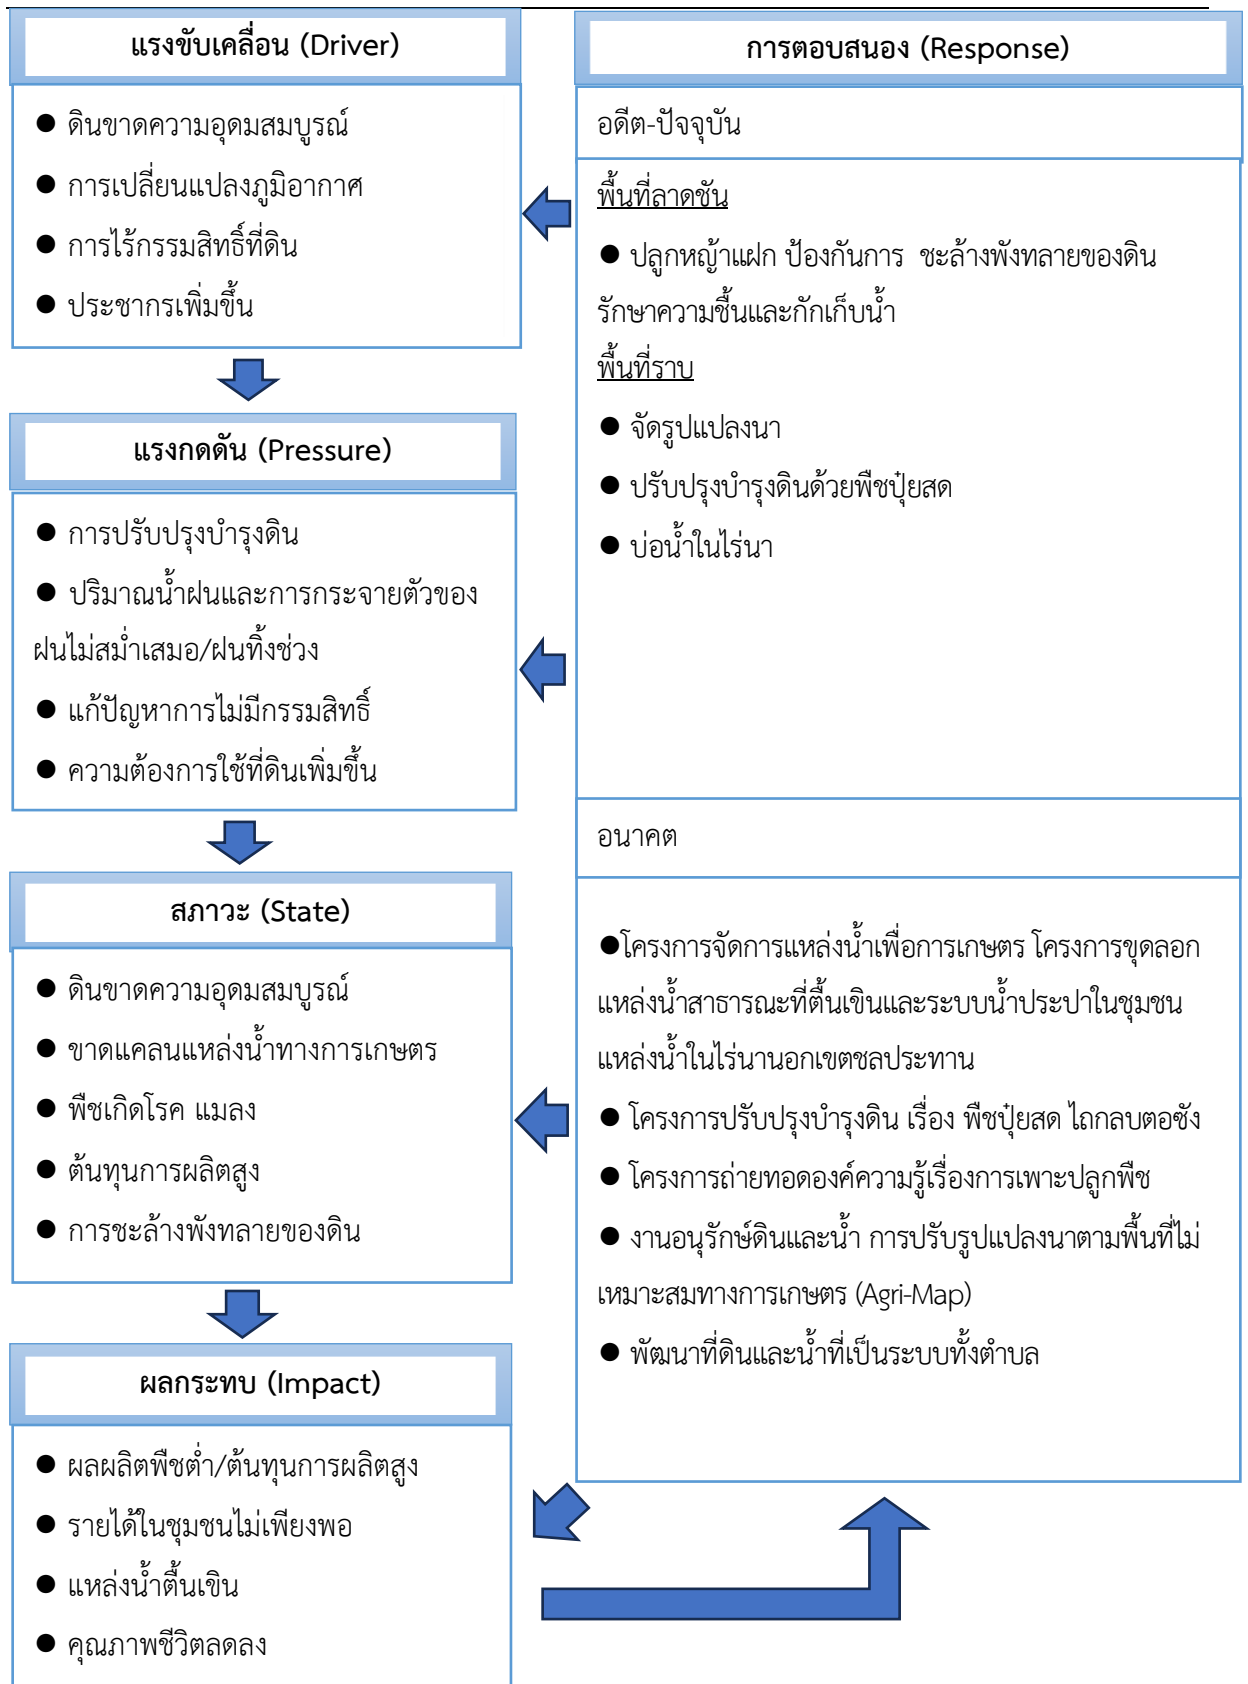 แรงขับเคลื่อน (Driver)
● ดินขาดความอุดมสมบูรณ์
● การเปลี่ยนแปลงภูมิอากาศ
● การไร้กรรมสิทธิ์ที่ดิน
● ประชากรเพิ่มขึ้น
แรงกดดัน (Pressure)
● การปรับปรุงบำรุงดิน
● ปริมาณน้ำฝนและการกระจายตัวของ
ฝนไม่สม่ำเสมอ/ฝนทิ้งช่วง
● แก้ปัญหาการไม่มีกรรมสิทธิ์
● ความต้องการใช้ที่ดินเพิ่มขึ้น
สภาวะ (State)
● ดินขาดความอุดมสมบูรณ์
● ขาดแคลนแหล่งน้ำทางการเกษตร
● พืชเกิดโรค แมลง
● ต้นทุนการผลิตสูง
● การชะล้างพังทลายของดิน
ผลกระทบ (Impact)
● ผลผลิตพืชต่ำ/ต้นทุนการผลิตสูง
● รายได้ในชุมชนไม่เพียงพอ
● แหล่งน้ำตื้นเขิน
● คุณภาพชีวิตลดลง
การตอบสนอง (Response)
อดีต-ปัจจุบัน
พื้นที่ลาดชัน
● ปลูกหญ้าแฝก ป้องกันการ ชะล้างพังทลายของดิน
รักษาความชื้นและกักเก็บน้ำ
พื้นที่ราบ
● จัดรูปแปลงนา
● ปรับปรุงบำรุงดินด้วยพืชปุ๋ยสด
● บ่อน้ำในไร่นา
อนาคต
●โครงการจัดการแหล่งน้ำเพื่อการเกษตร โครงการขุดลอก
แหล่งน้ำสาธารณะที่ตื้นเขินและระบบน้ำประปาในชุมชน
แหล่งน้ำในไร่นานอกเขตชลประทาน
● โครงการปรับปรุงบำรุงดิน เรื่อง พืชปุ๋ยสด ไถกลบตอซัง
● โครงการถ่ายทอดองค์ความรู้เรื่องการเพาะปลูกพืช
● งานอนุรักษ์ดินและน้ำ การปรับรูปแปลงนาตามพื้นที่ไม่
เหมาะสมทางการเกษตร (Agri-Map)
● พัฒนาที่ดินและน้ำที่เป็นระบบทั้งตำบล